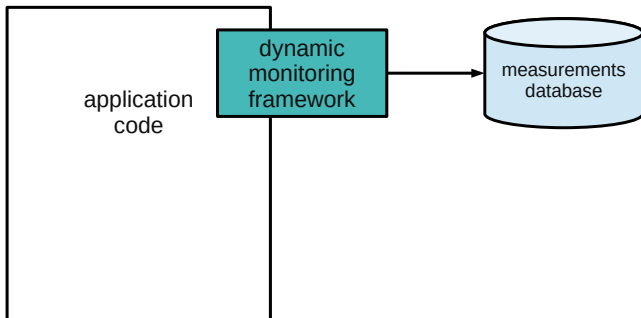 dynamic
monitoring
framework
application
code
measurements
database